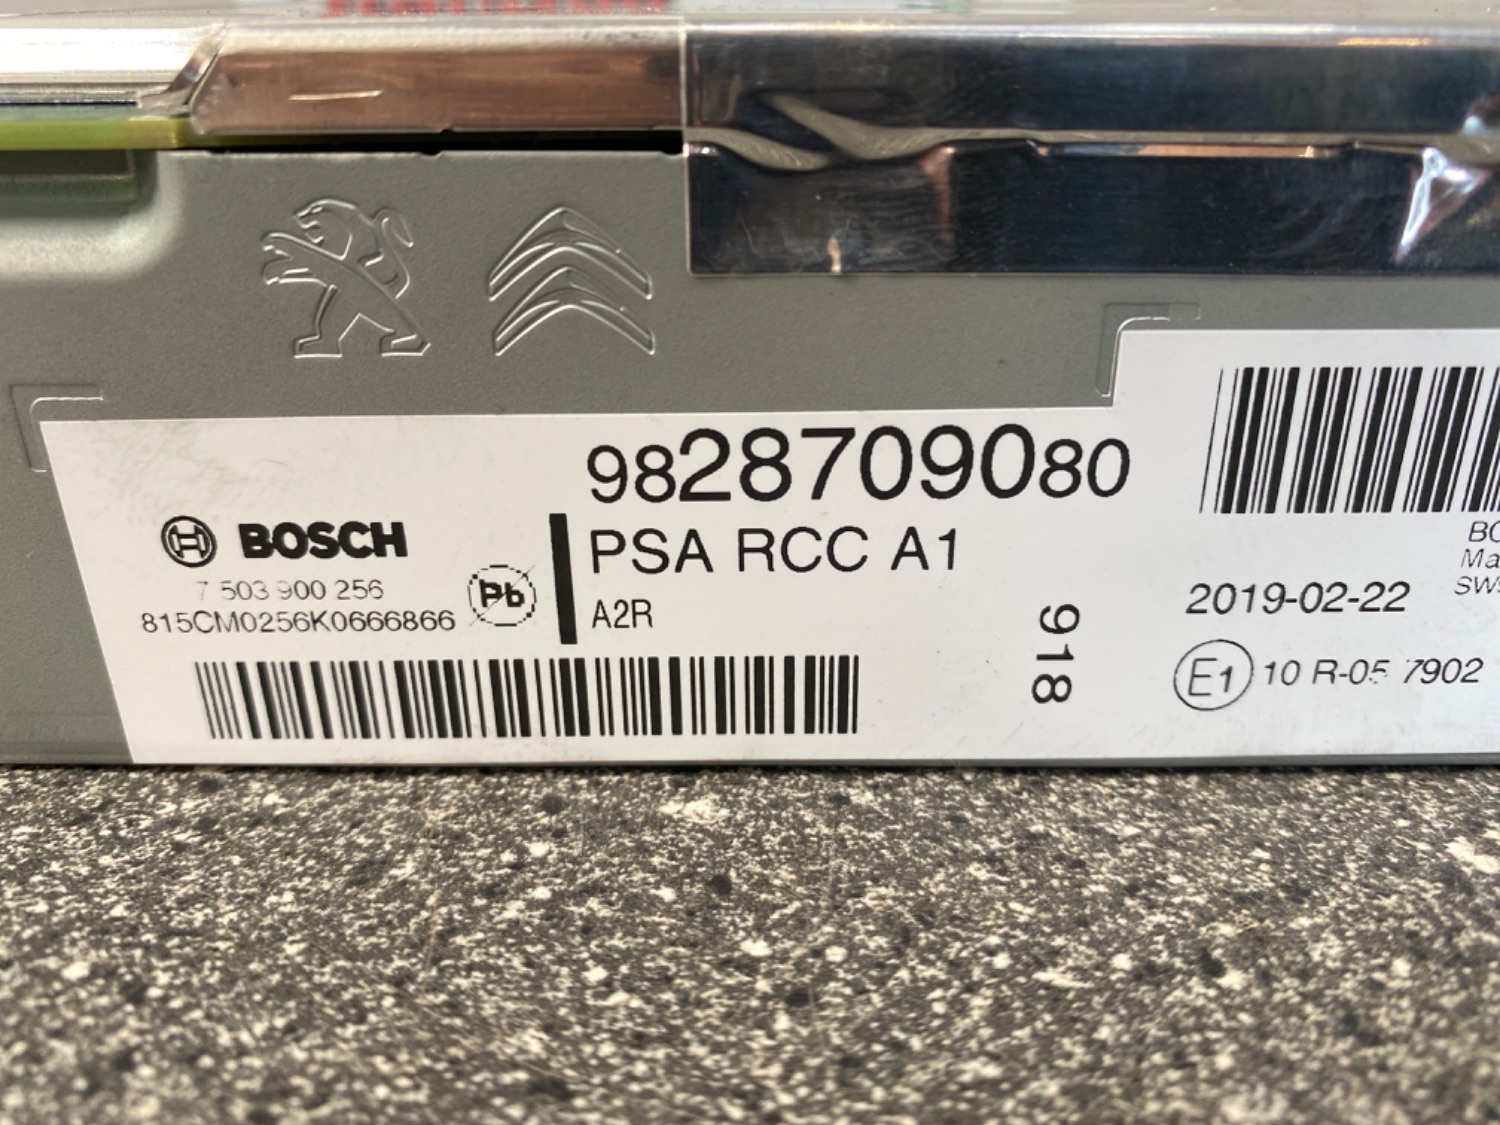 9828709080
BOSCH
PSA RCC A1
7 503 900 256
Pb
815CM0256K0666866
A2R
918
2019-02-22
E1 10 R-05 7902